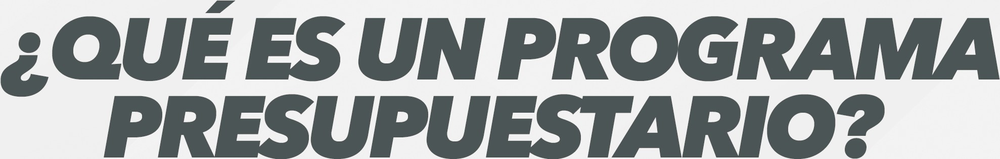 ¿QUÉ ES UN PROGRAMA
PRESUPUESTARIO?